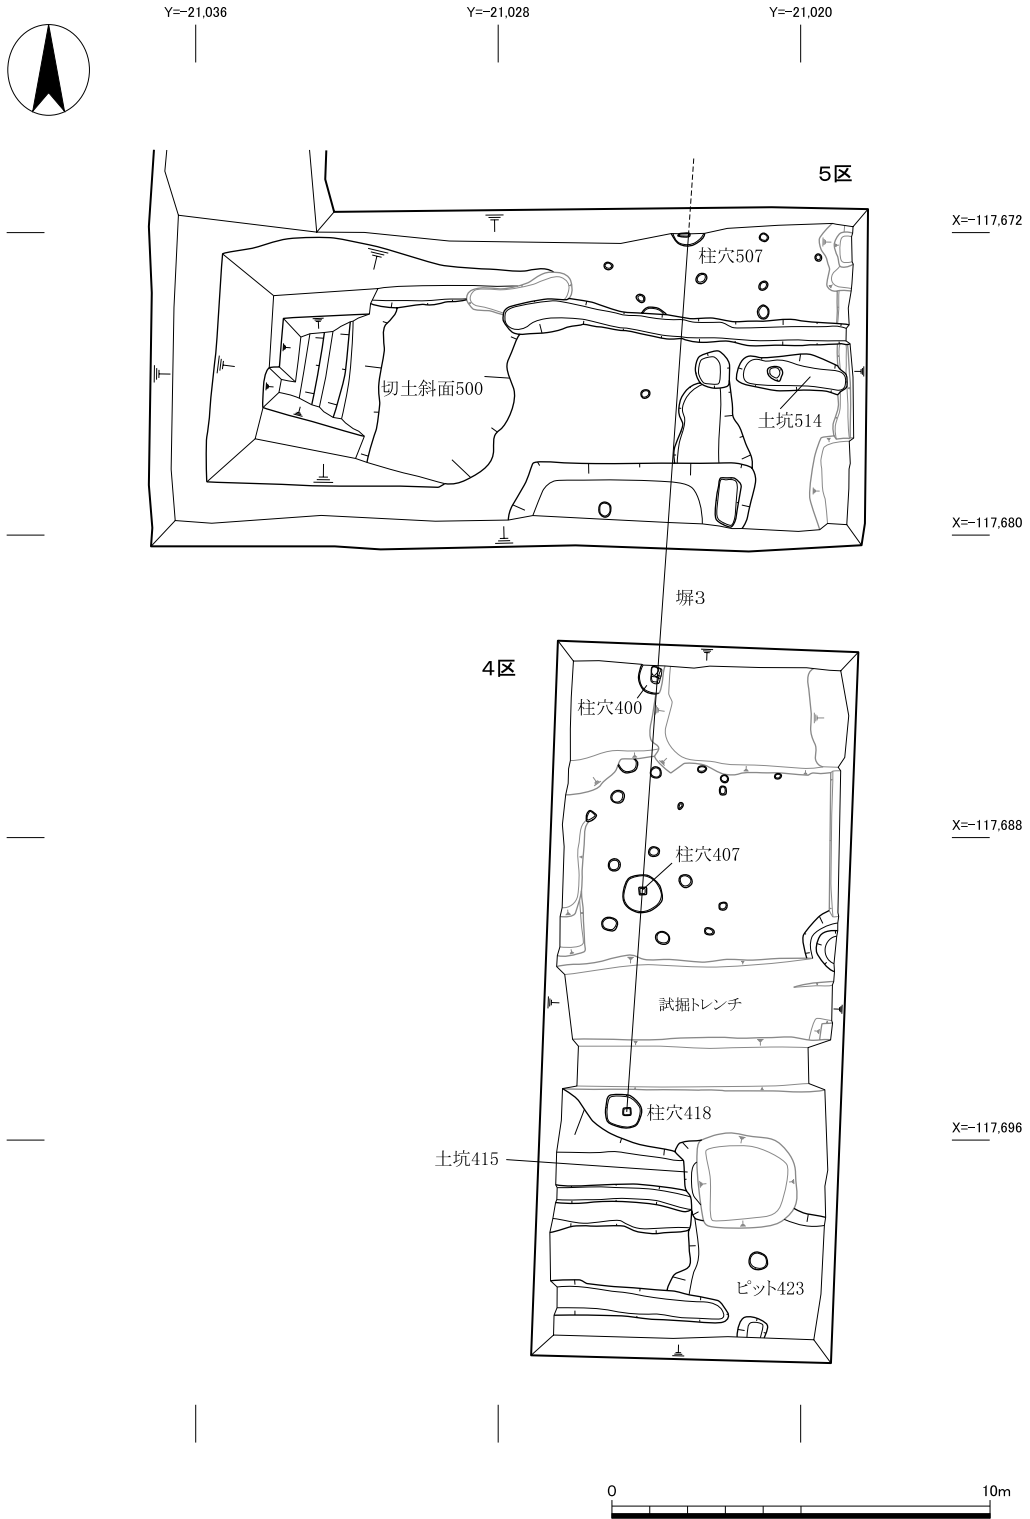 Y=-21,036
Y=-21,028
Y=-21,020
5区
X=-117,672
柱穴507
切土斜面500
土坑514
X=-117,680
塀3
4区
柱穴400
X=-117,688
柱穴407
試掘トレンチ
柱穴418
X=-117,696
土坑415
ピット423
0
10m